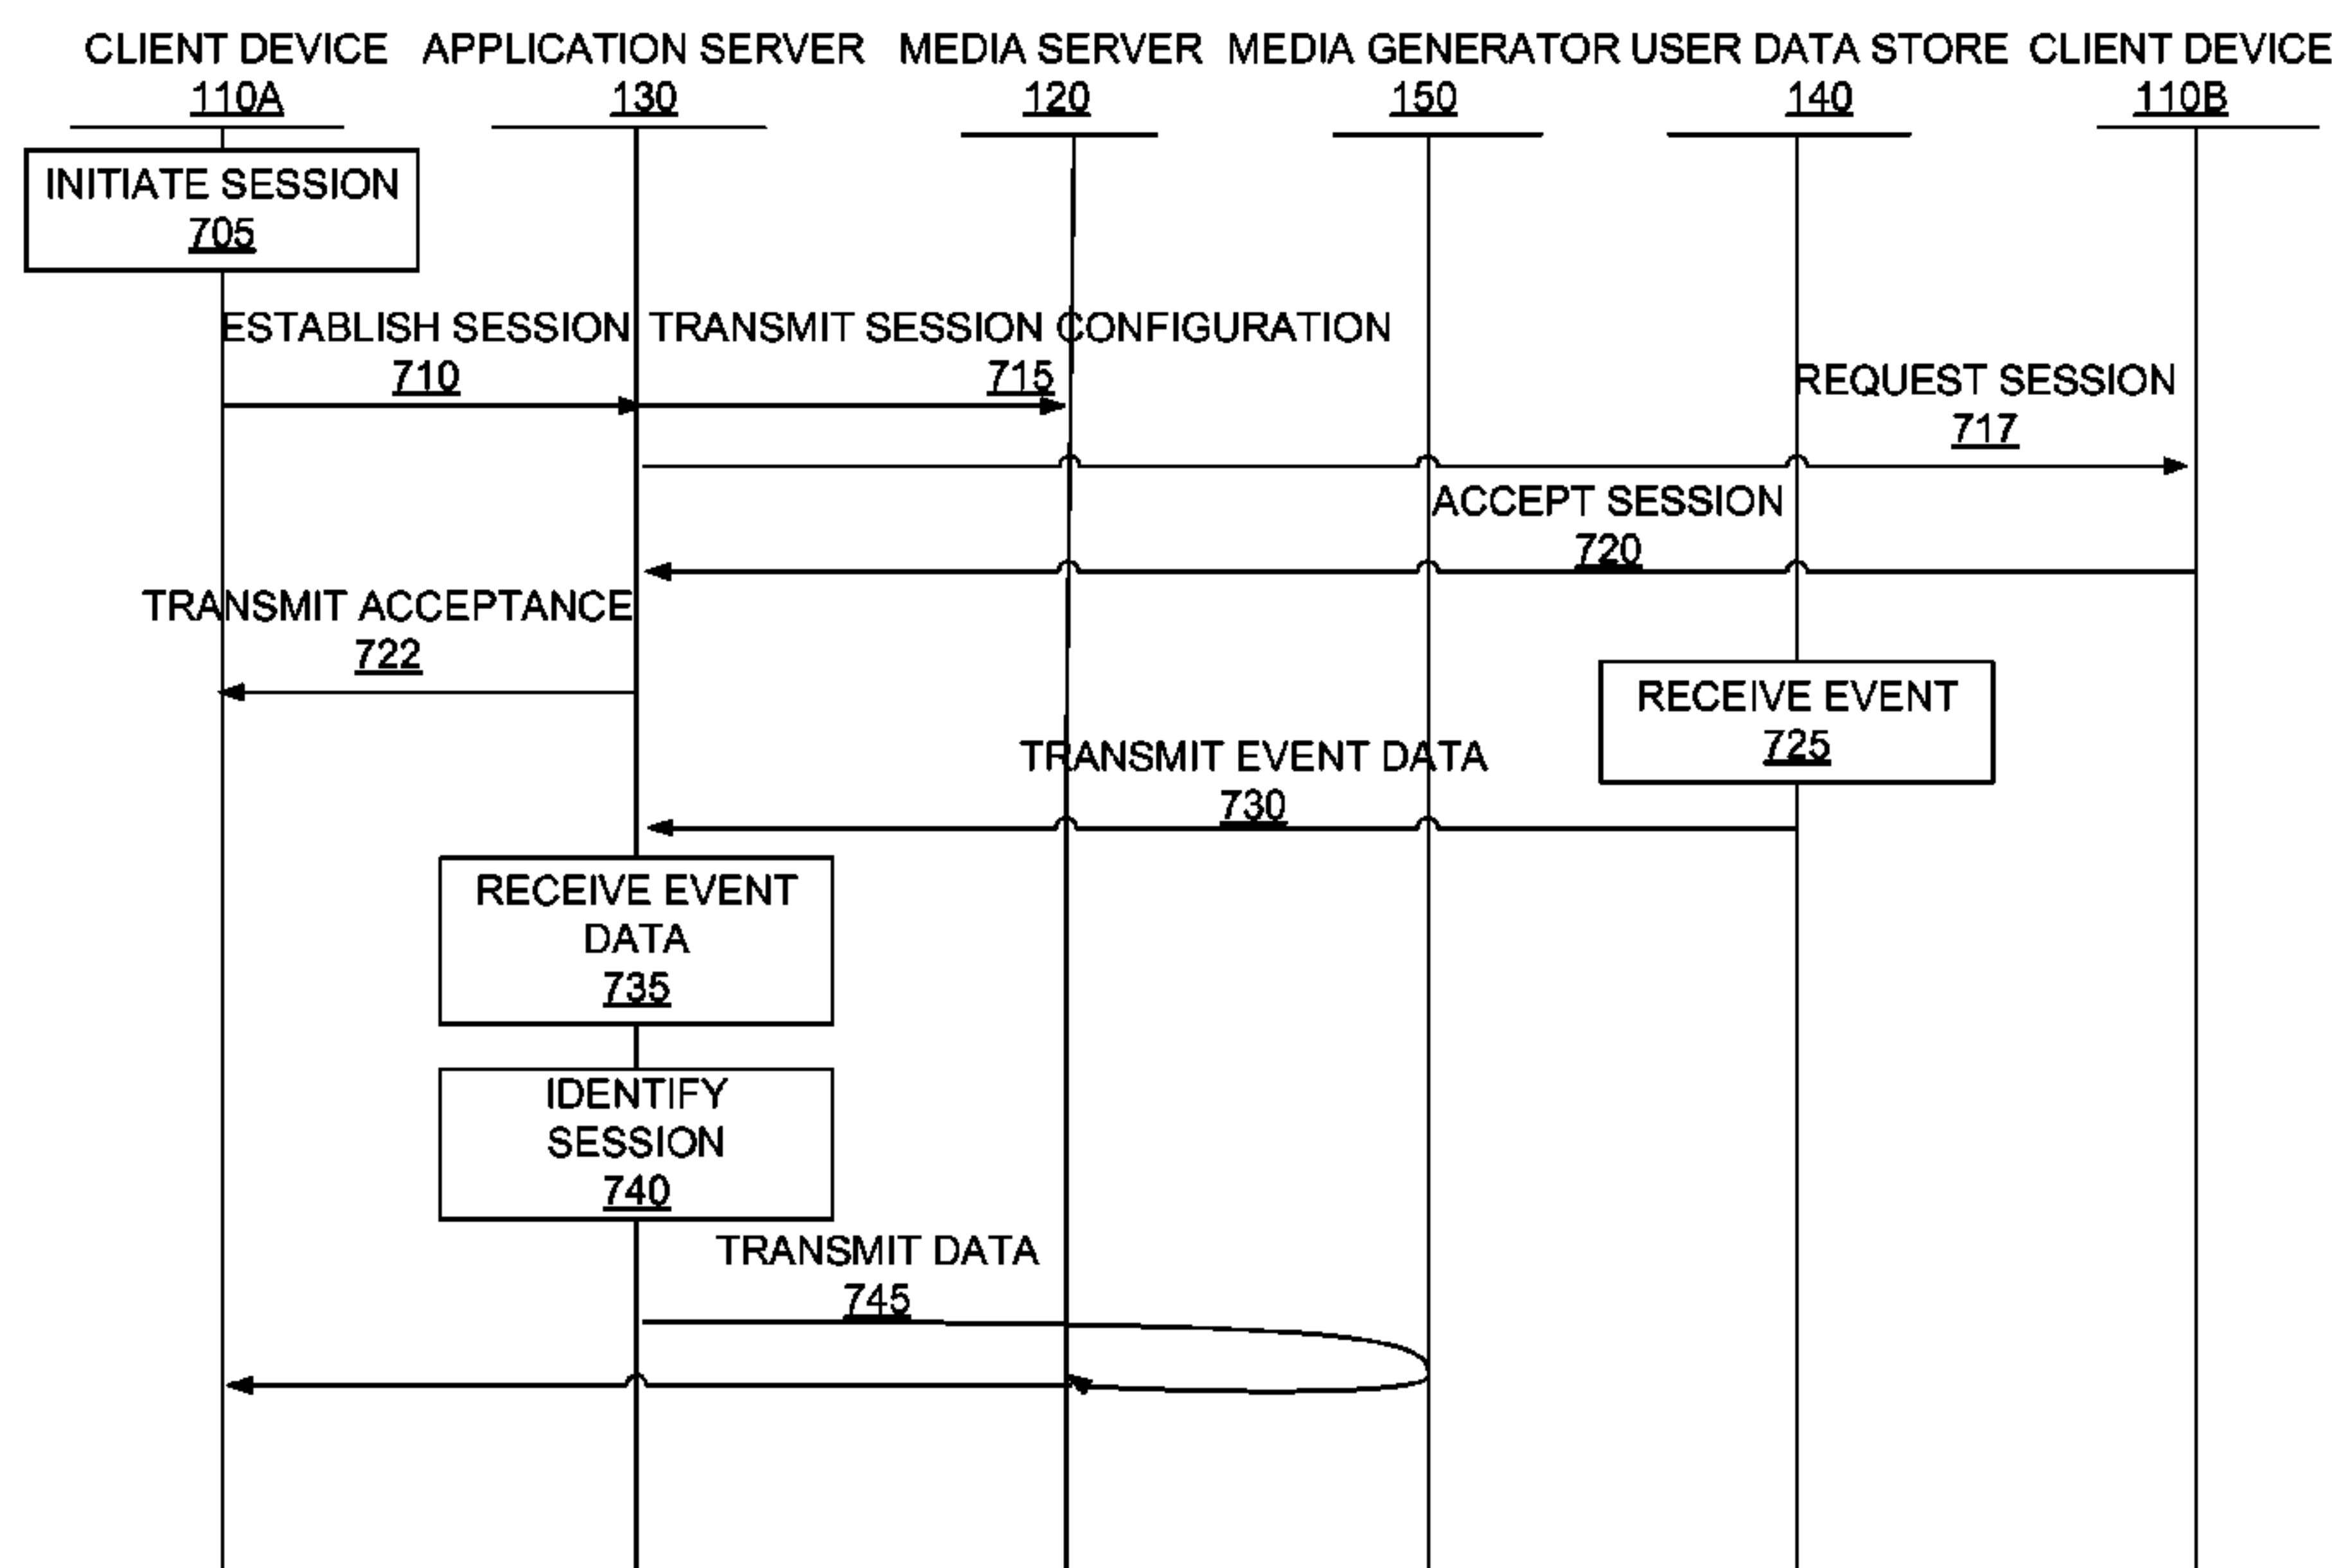 CLIENT DEVICE
110A
APPLICATION SERVER
130
MEDIA SERVER
120
MEDIA GENERATOR
150
USER DATA STORE
140
CLIENT DEVICE
110B
INITIATE SESSION
705
ESTABLISH SESSION
710
TRANSMIT SESSION CONFIGURATION
715
REQUEST SESSION
717
ACCEPT SESSION
720
TRANSMIT ACCEPTANCE
722
RECEIVE EVENT
725
TRANSMIT EVENT DATA
730
RECEIVE EVENT
DATA
735
IDENTIFY
SESSION
740
TRANSMIT DATA
745